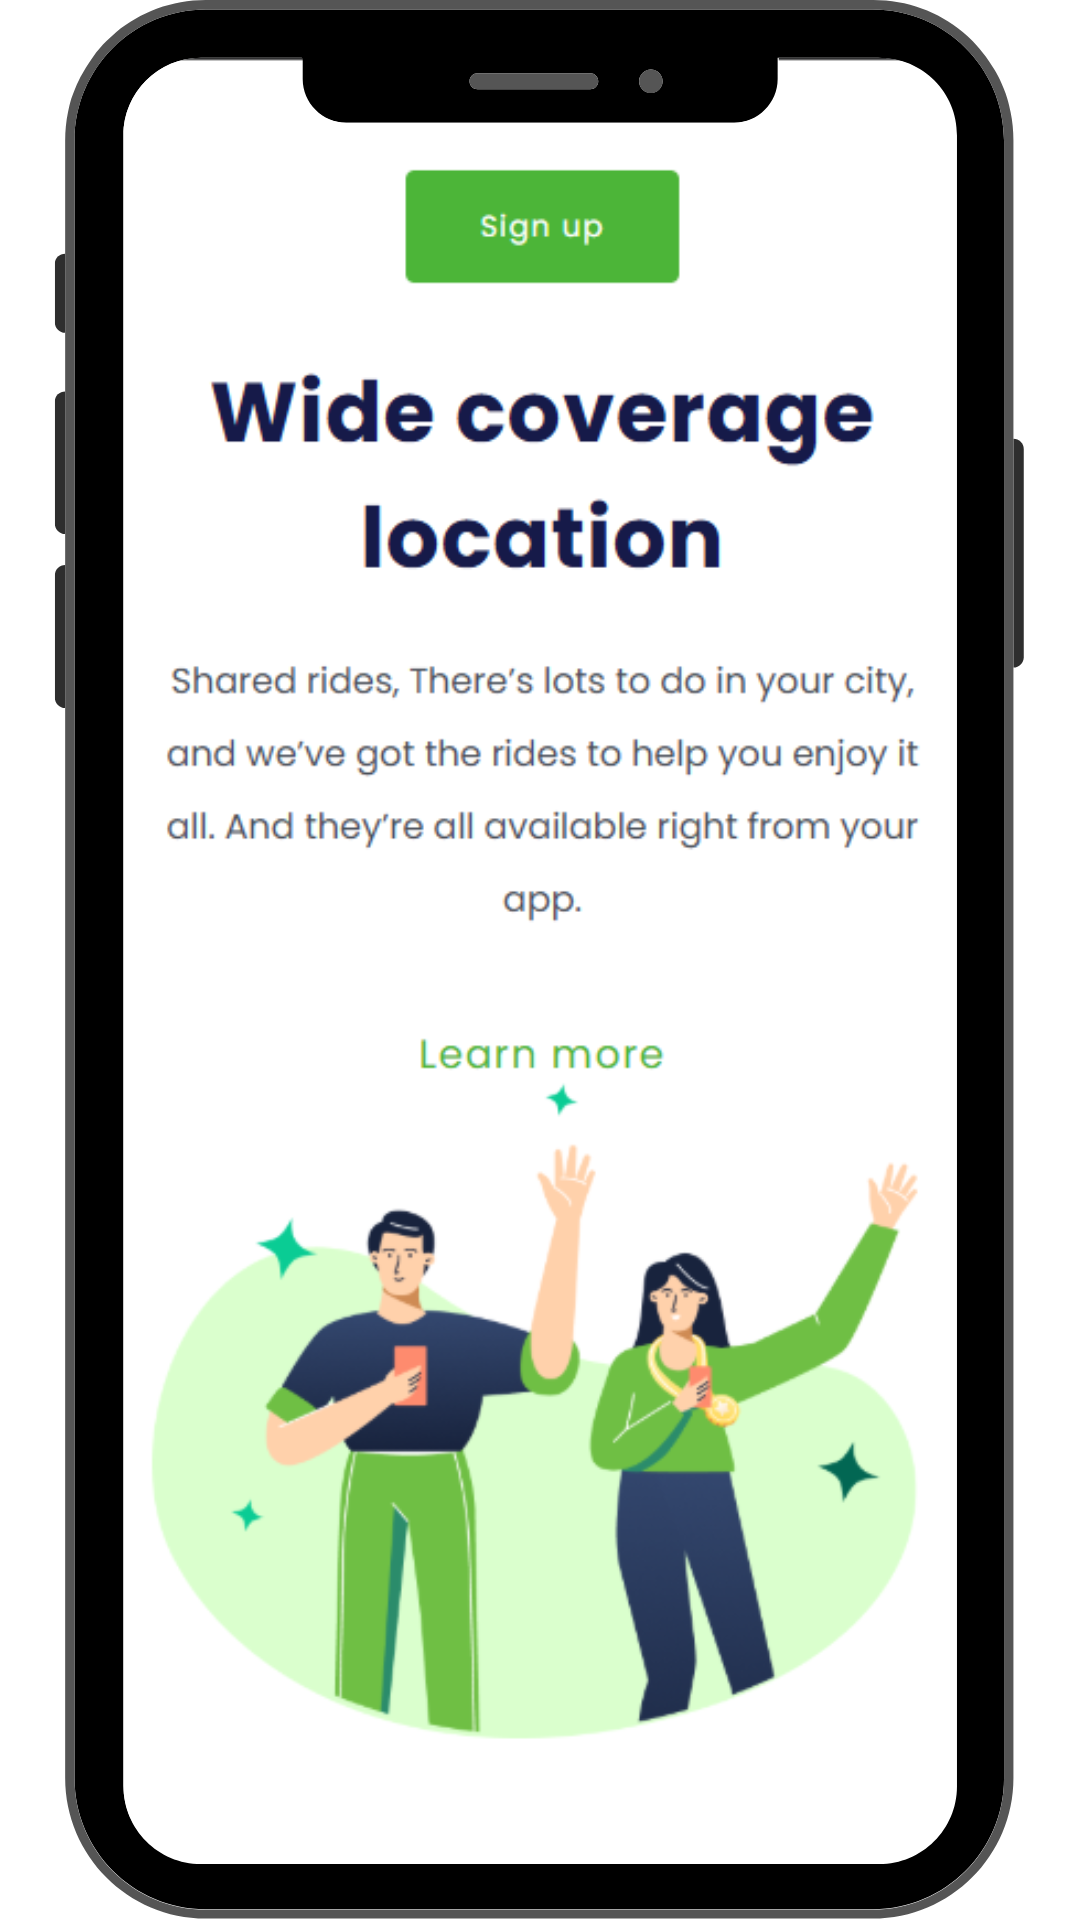 Sign up
Wide coverage
location
Shared rides, There’s lots to do in your city,
and we’ve got the rides to help you enjoy it
all. And they’re all available right from your
app.
Learn more